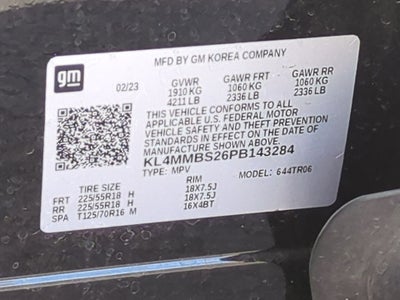 MFD BY GM KOREA COMPANY
gm
02/23
GVWR GAWR FRT GAWR RR
1910 KG 1060 KG 1060 KG
4211 LB 2336 LB 2336 LB
THIS VEHICLE CONFORMS TO ALL
APPLICABLE U.S. FEDERAL MOTOR
VEHICLE SAFETY AND THEFT PREVENTION
STANDARDS IN EFFECT ON THE DATE OF
MANUFACTURE SHOWN ABOVE.
KL4MMBS26PB143284
TYPE: MPV MODEL: 644TR06
TIRE SIZE RIM
FRT 225/55R18 H 18X7.5J
RR 225/55R18 H 18X7.5J
SPA T125/70R16 M 16X4BT